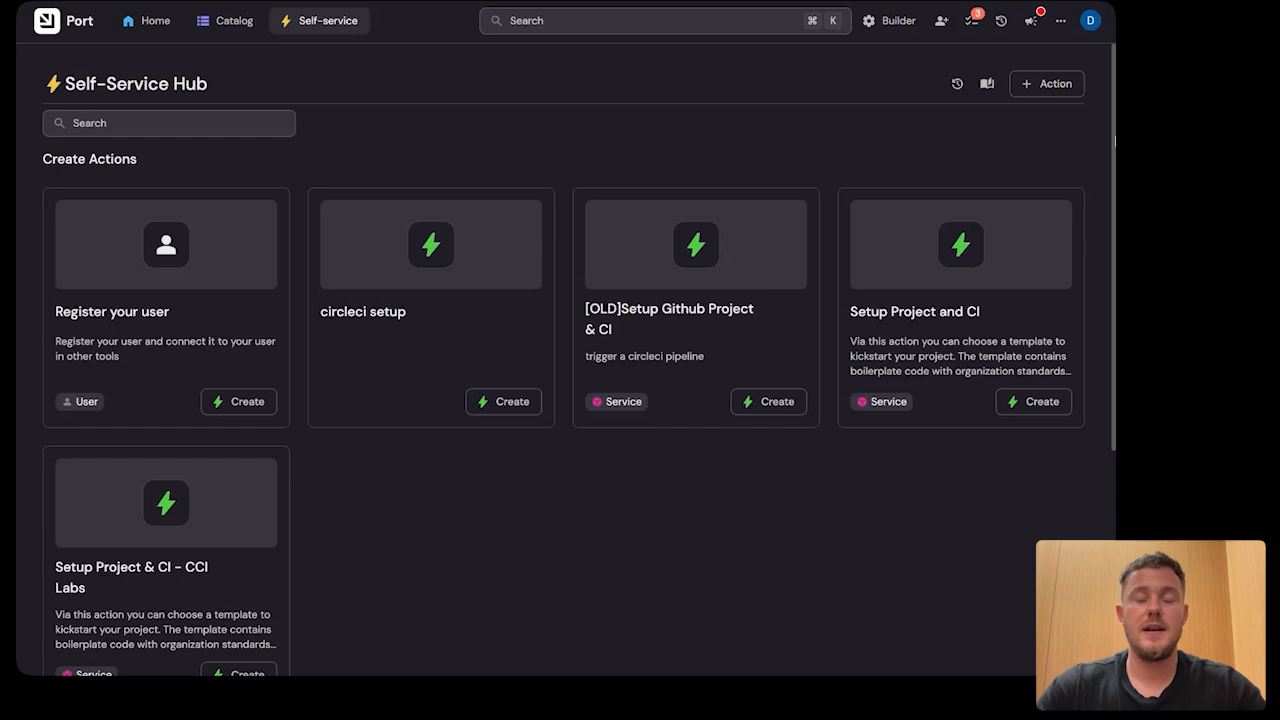 Port Home Catalog Self-service Search ⌘ K Builder 3 D
Self-Service Hub
Action
Search
Create Actions
Register your user
Register your user and connect it to your user
in other tools
User Create
circleci setup
Create
[OLD]Setup Github Project
& CI
trigger a circleci pipeline
Service Create
Setup Project and CI
Via this action you can choose a template to
kickstart your project. The template contains
boilerplate code with organization standards...
Service Create
Setup Project & CI - CCI
Labs
Via this action you can choose a template to
kickstart your project. The template contains
boilerplate code with organization standards...
Service Create